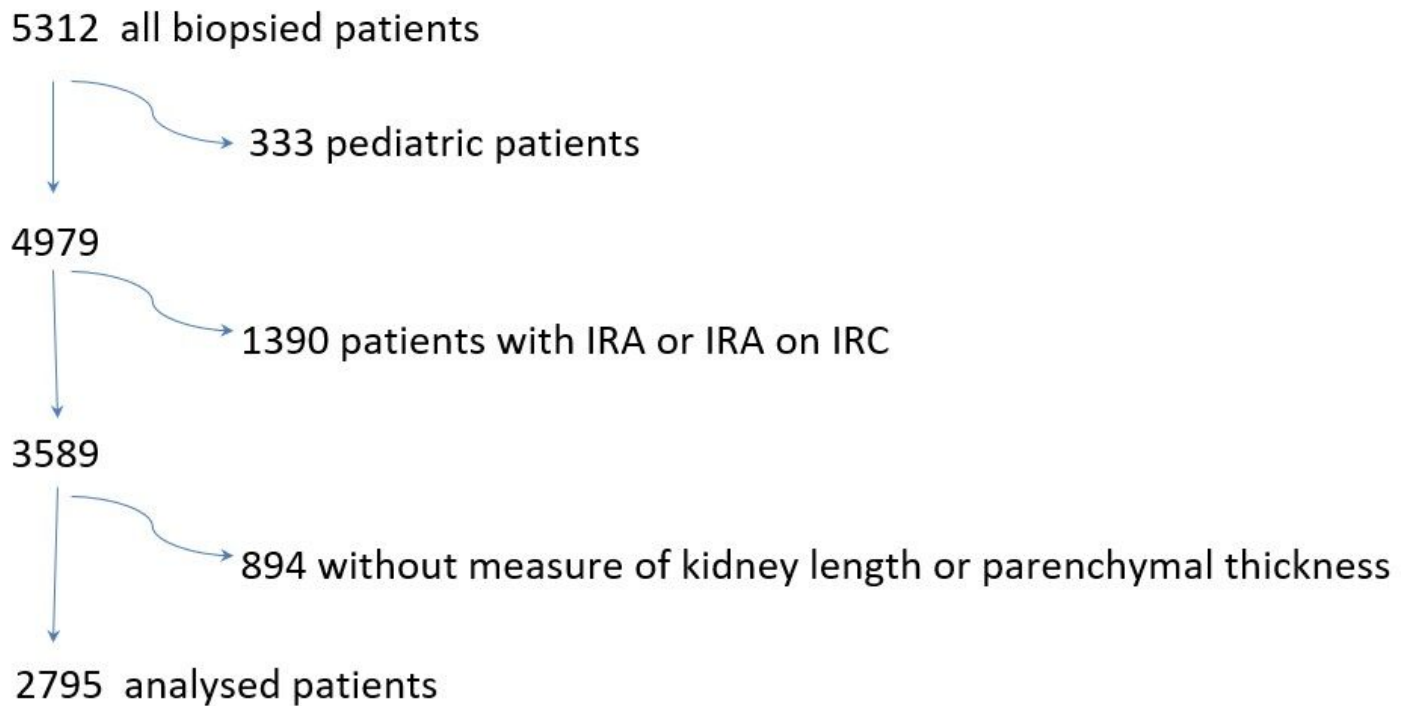 5312 all biopsied patients
333 pediatric patients
4979
1390 patients with IRA or IRA on IRC
3589
894 without measure of kidney length or parenchymal thickness
2795 analysed patients